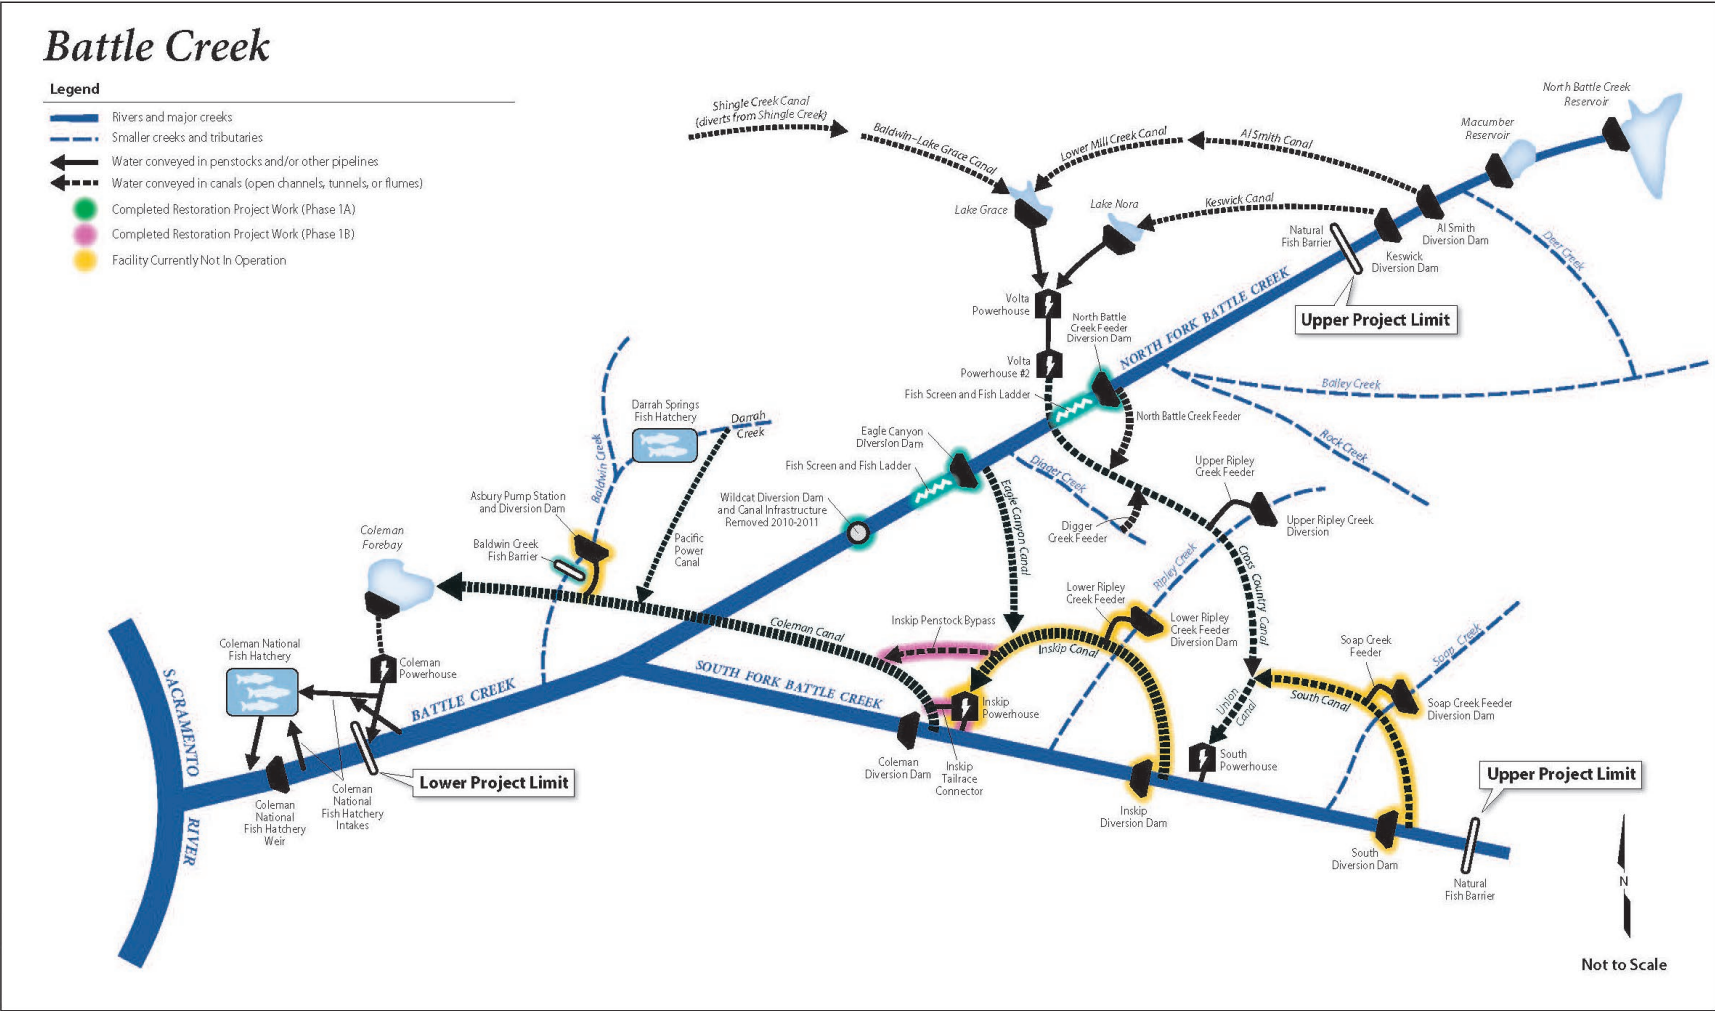 Battle Creek
Legend
Rivers and major creeks
Smaller creeks and tributaries
Water conveyed in penstocks and/or other pipelines
Water conveyed in canals (open channels, tunnels, or flumes)
Completed Restoration Project Work (Phase 1A)
Completed Restoration Project Work (Phase 1B)
Facility Currently Not In Operation
Shingle Creek Canal
(diverts from Shingle Creek)
Baldwin–Lake Grace Canal
Lower Mill Creek Canal
Al Smith Canal
North Battle Creek
Reservoir
Macumber
Reservoir
Lake Grace
Lake Nora
Keswick Canal
Natural
Fish Barrier
Al Smith
Diversion Dam
Keswick
Diversion Dam
Deer Creek
Upper Project Limit
Volta
Powerhouse
North Battle
Creek Feeder
Diversion Dam
NORTH FORK BATTLE CREEK
Volta
Powerhouse #2
Fish Screen and Fish Ladder
North Battle Creek Feeder
Bailey Creek
Rock Creek
Darrah Springs
Fish Hatchery
Darrah
Creek
Baldwin Creek
Eagle Canyon
Diversion Dam
Fish Screen and Fish Ladder
Digger Creek
Upper Ripley
Creek Feeder
Asbury Pump Station
and Diversion Dam
Wildcat Diversion Dam
and Canal Infrastructure
Removed 2010-2011
Eagle Canyon Canal
Digger
Creek Feeder
Upper Ripley Creek
Diversion
Coleman
Forebay
Baldwin Creek
Fish Barrier
Pacific
Power
Canal
Ripley Creek
Cross Country Canal
Lower Ripley
Creek Feeder
Lower Ripley
Creek Feeder
Diversion Dam
Inskip Penstock Bypass
Coleman Canal
Inskip Canal
Soap Creek
Feeder
Soap Creek
Coleman National
Fish Hatchery
Coleman
Powerhouse
SACRAMENTO
RIVER
BATTLE CREEK
SOUTH FORK BATTLE CREEK
Inskip
Powerhouse
Union
Canal
South Canal
Soap Creek Feeder
Diversion Dam
South
Powerhouse
Coleman
Diversion Dam
Inskip
Tailrace
Connector
Lower Project Limit
Upper Project Limit
Coleman
National
Fish Hatchery
Weir
Coleman
National
Fish Hatchery
Intakes
Inskip
Diversion Dam
South
Diversion Dam
Natural
Fish Barrier
N
Not to Scale